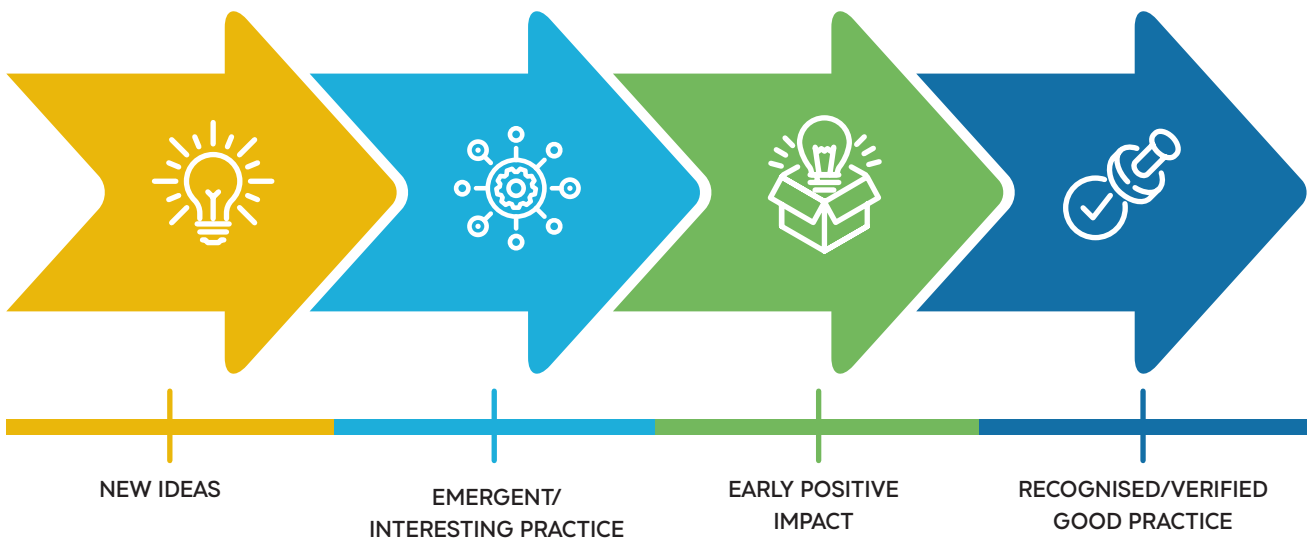 NEW IDEAS
EMERGENT/
INTERESTING PRACTICE
EARLY POSITIVE
IMPACT
RECOGNISED/VERIFIED
GOOD PRACTICE